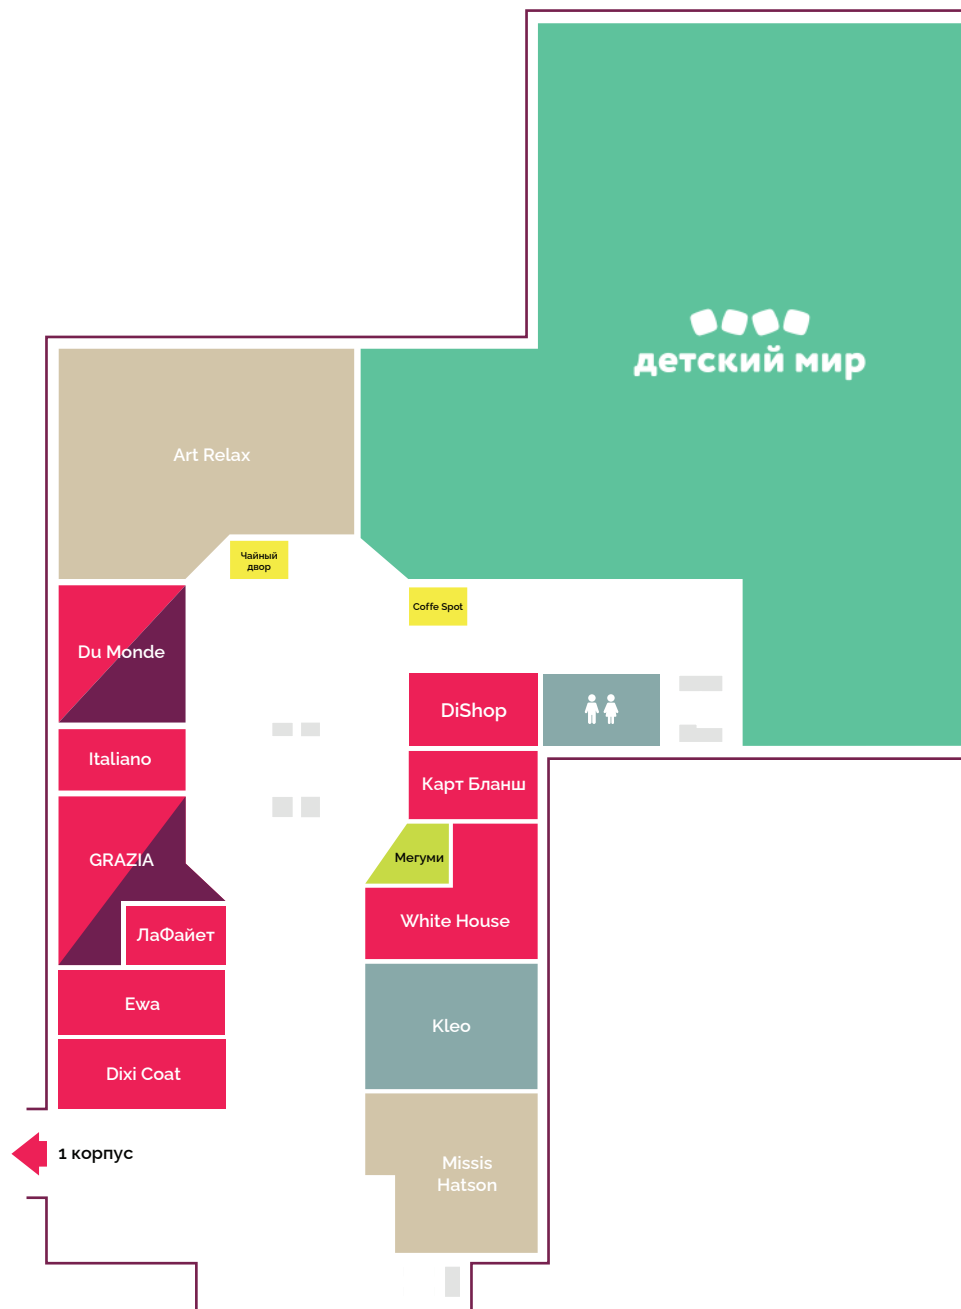 детский мир
Art Relax
Чайный
двор
Coffe Spot
Du Monde
DiShop
Italiano
Карт Бланш
GRAZIA
Мегуми
White House
ЛаФайет
Ewa
Kleo
Dixi Coat
1 корпус
Missis
Hatson